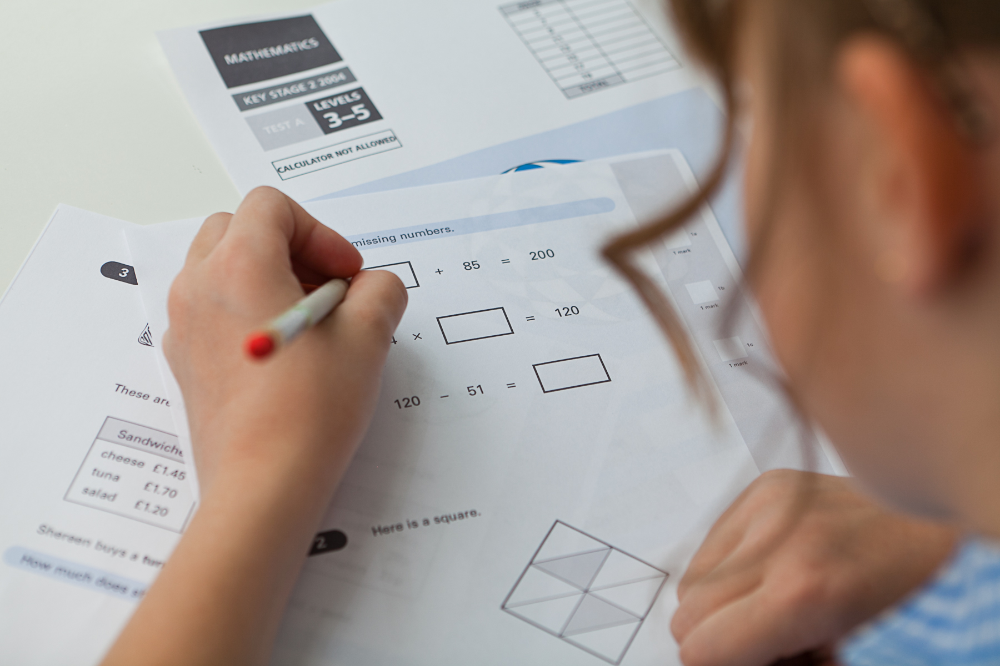 MATHEMATICS
KEY STAGE 2 2004
TEST A
LEVELS
3–5
CALCULATOR NOT ALLOWED
TOTAL
missing numbers.
+ 85 = 200
1a
1 mark
4 × = 120
1b
1 mark
120 − 51 =
1c
1 mark
2 Here is a square.
3
These are
Sandwiche
cheese £1.45
tuna £1.70
salad £1.20
Shereen buys a
How much does